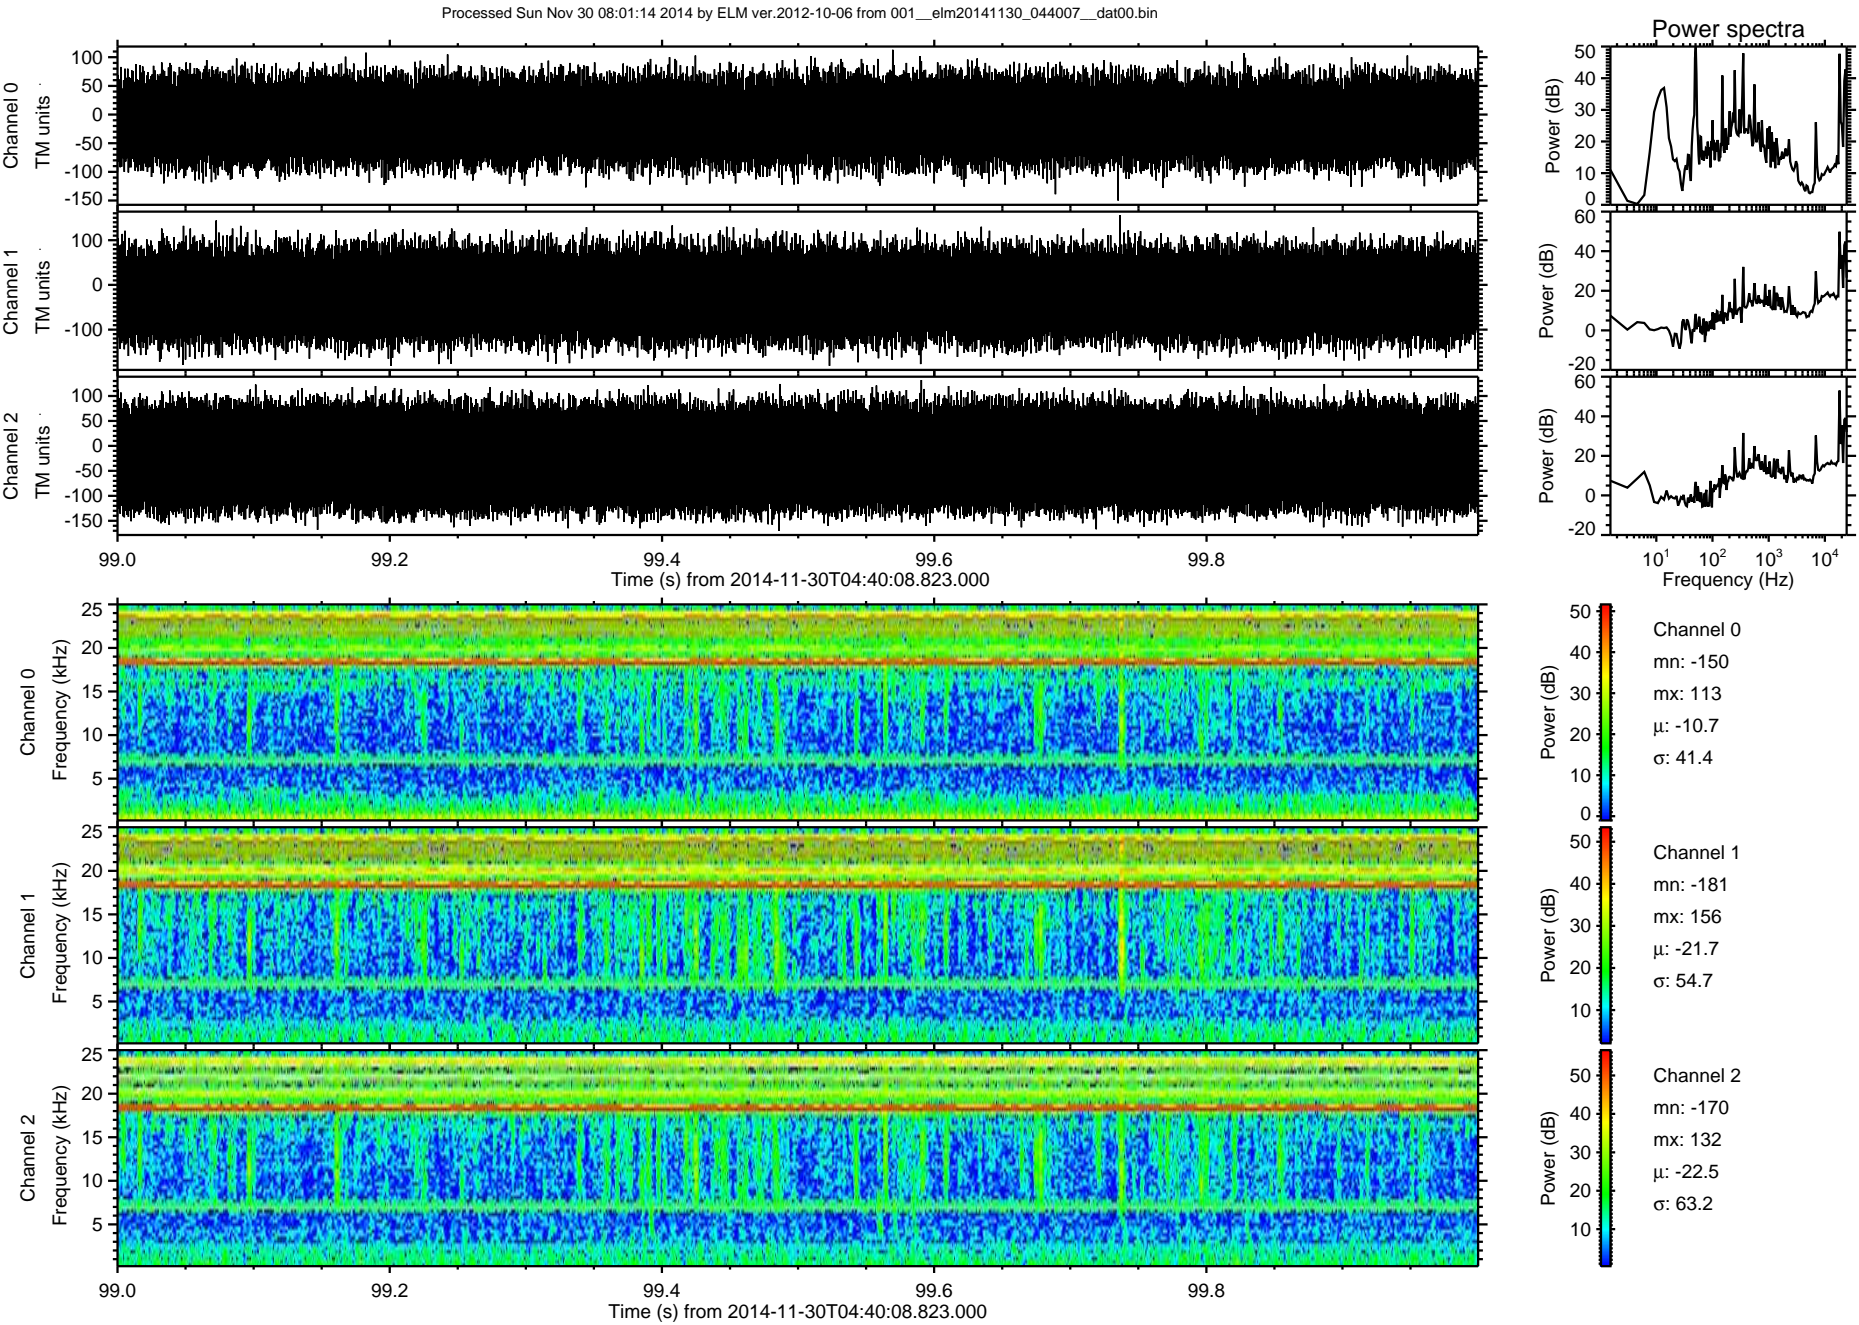 Processed Sun Nov 30 08:01:14 2014 by ELM ver.2012-10-06 from 001__elm20141130_044007__dat00.bin
Power spectra
Channel 0
TM units
100
50
0
-50
-100
-150
Power (dB)
50
40
30
20
10
0
Channel 1
TM units
100
0
-100
Power (dB)
60
40
20
0
-20
Channel 2
TM units
100
50
0
-50
-100
-150
Power (dB)
60
40
20
0
-20
99.0 99.2 99.4 99.6 99.8
Time (s) from 2014-11-30T04:40:08.823.000
10¹ 10² 10³ 10⁴
Frequency (Hz)
Channel 0
Frequency (kHz)
25
20
15
10
5
Power (dB)
50
40
30
20
10
0
Channel 0
mn: -150
mx: 113
μ: -10.7
σ: 41.4
Channel 1
Frequency (kHz)
25
20
15
10
5
Power (dB)
50
40
30
20
10
Channel 1
mn: -181
mx: 156
μ: -21.7
σ: 54.7
Channel 2
Frequency (kHz)
25
20
15
10
5
Power (dB)
50
40
30
20
10
Channel 2
mn: -170
mx: 132
μ: -22.5
σ: 63.2
99.0 99.2 99.4 99.6 99.8
Time (s) from 2014-11-30T04:40:08.823.000